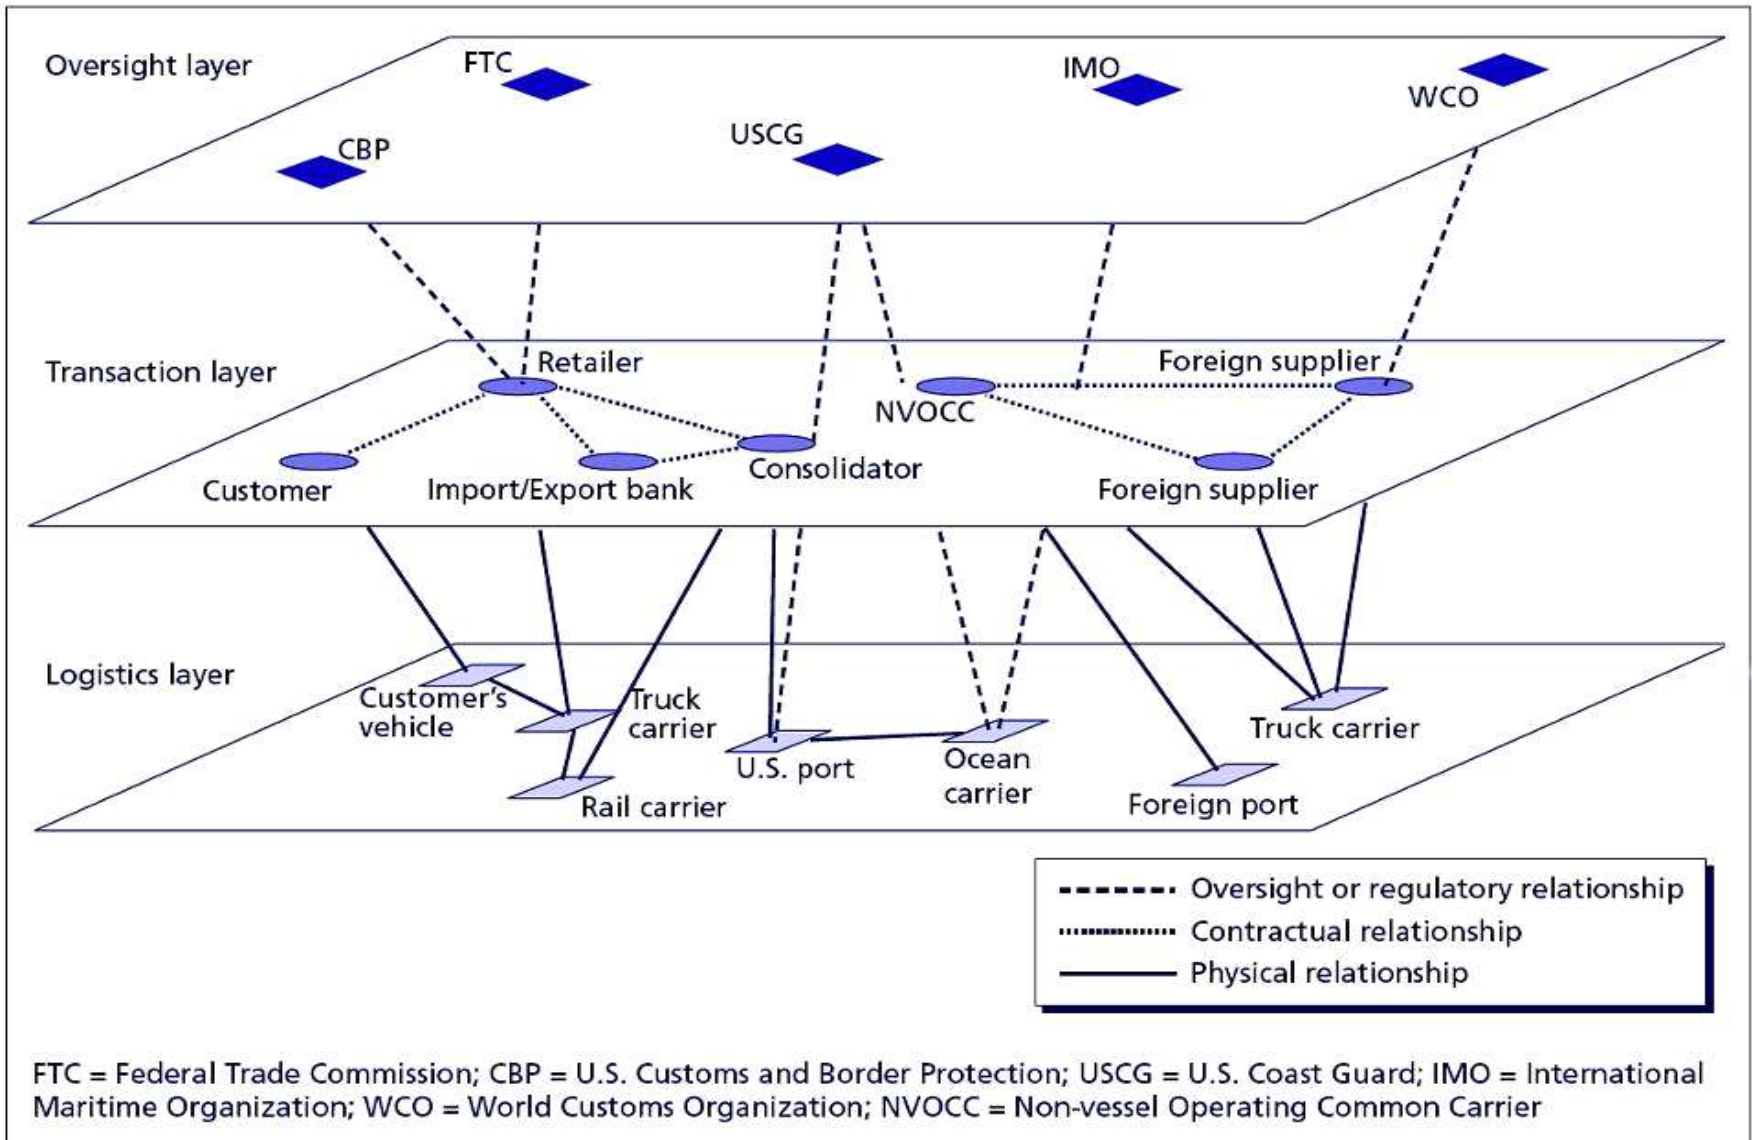 Oversight layer
FTC
IMO
WCO
CBP
USCG
Transaction layer
Retailer
Foreign supplier
NVOCC
Consolidator
Customer
Import/Export bank
Foreign supplier
Logistics layer
Customer's
vehicle
Truck
carrier
U.S. port
Ocean
carrier
Truck carrier
Rail carrier
Foreign port
Oversight or regulatory relationship
Contractual relationship
Physical relationship
FTC = Federal Trade Commission; CBP = U.S. Customs and Border Protection; USCG = U.S. Coast Guard; IMO = International
Maritime Organization; WCO = World Customs Organization; NVOCC = Non-vessel Operating Common Carrier